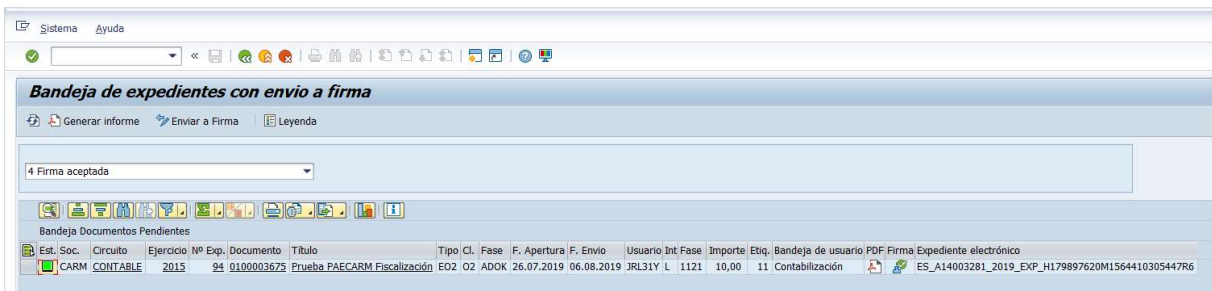 Sistema Ayuda
Bandeja de expedientes con envio a firma
Generar informe Enviar a Firma Leyenda
4 Firma aceptada
Bandeja Documentos Pendientes
Est. Soc. Circuito Ejercicio Nº Exp. Documento Título Tipo Cl. Fase F. Apertura F. Envio Usuario Int Fase Importe Etiq. Bandeja de usuario PDF Firma Expediente electrónico
CARM CONTABLE 2015 94 0100003675 Prueba PAECARM Fiscalización EO2 O2 ADOK 26.07.2019 06.08.2019 JRL31Y L 1121 10,00 11 Contabilización ES_A14003281_2019_EXP_H179897620M1564410305447R6